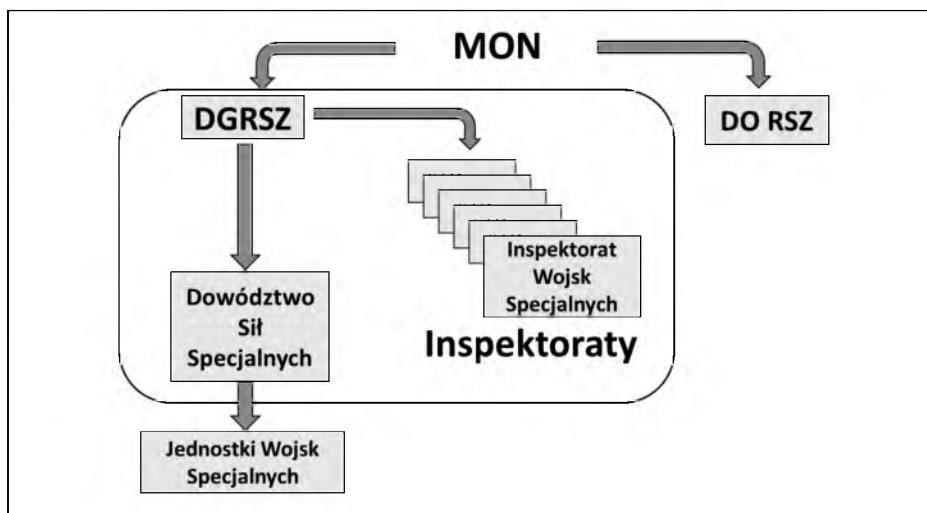 MON
DGRSZ
DO RSZ
Inspektorat
Wojsk
Specjalnych
Dowództwo
Sił
Specjalnych
Inspektoraty
Jednostki Wojsk
Specjalnych